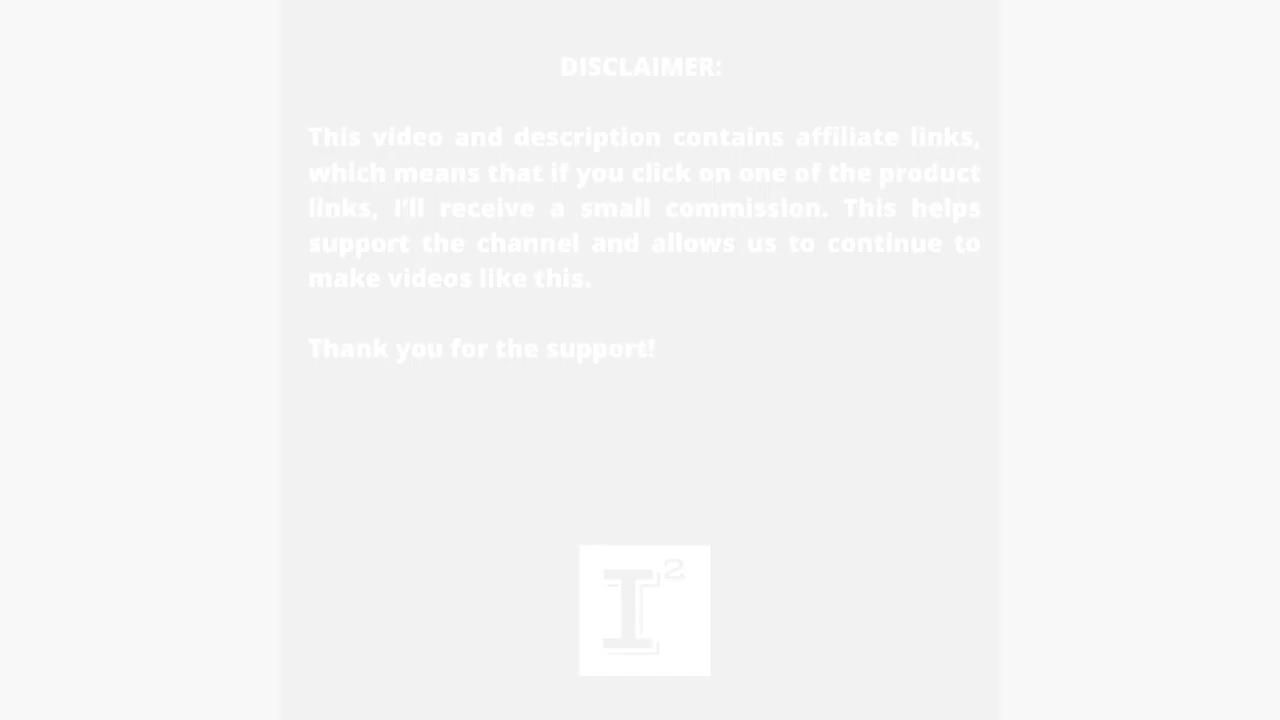 DISCLAIMER:
This video and description contains affiliate links,
which means that if you click on one of the product
links, I'll receive a small commission. This helps
support the channel and allows us to continue to
make videos like this.
Thank you for the support!
I²